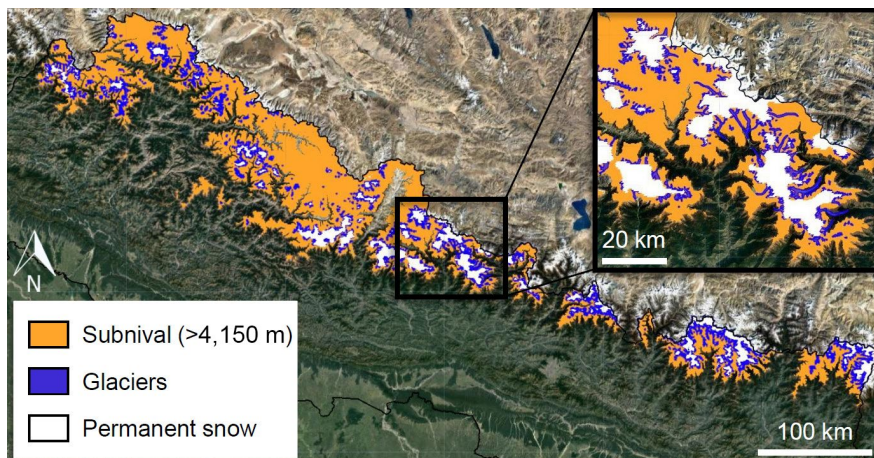 20 km
N
Subnival (>4,150 m)
Glaciers
Permanent snow
100 km